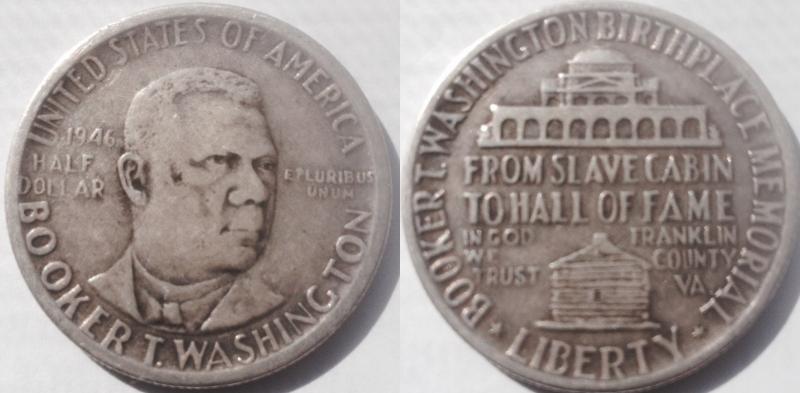 UNITED STATES OF AMERICA
1946
HALF
DOLLAR
E PLURIBUS
UNUM
BOOKER T. WASHINGTON
BOOKER T. WASHINGTON BIRTHPLACE MEMORIAL
FROM SLAVE CABIN
TO HALL OF FAME
IN GOD
WE
TRUST
FRANKLIN
COUNTY
VA.
LIBERTY